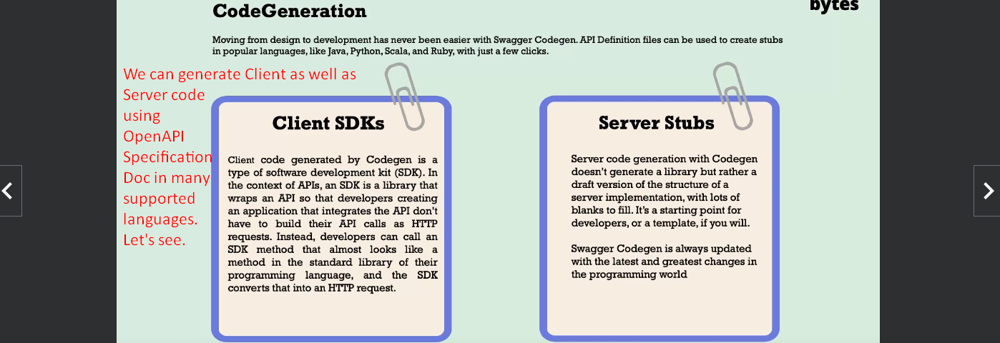 CodeGeneration
bytes
Moving from design to development has never been easier with Swagger Codegen. API Definition files can be used to create stubs
in popular languages, like Java, Python, Scala, and Ruby, with just a few clicks.
We can generate Client as well as
Server code
using
OpenAPI
Specification
Doc in many
supported
languages.
Let's see.
Client SDKs
Client code generated by Codegen is a
type of software development kit (SDK). In
the context of APIs, an SDK is a library that
wraps an API so that developers creating
an application that integrates the API don't
have to build their API calls as HTTP
requests. Instead, developers can call an
SDK method that almost looks like a
method in the standard library of their
programming language, and the SDK
converts that into an HTTP request.
Server Stubs
Server code generation with Codegen
doesn't generate a library but rather a
draft version of the structure of a
server implementation, with lots of
blanks to fill. It's a starting point for
developers, or a template, if you will.
Swagger Codegen is always updated
with the latest and greatest changes in
the programming world